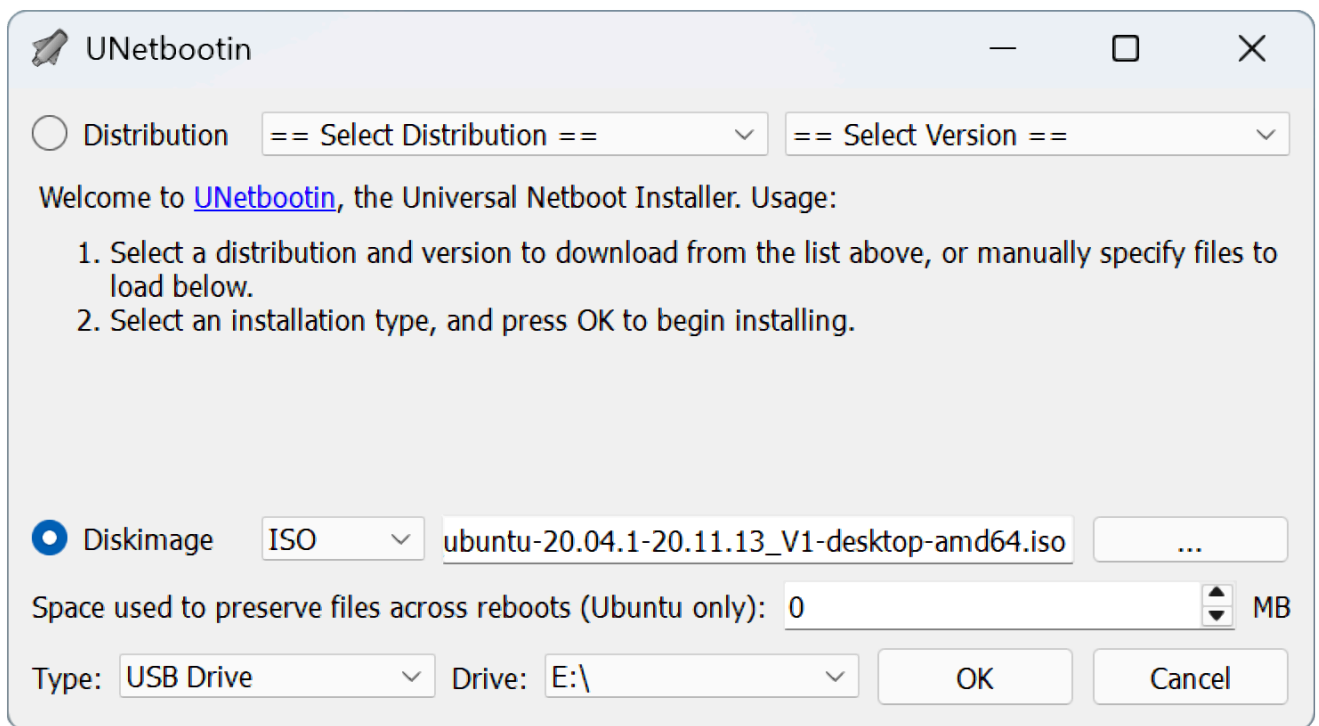 UNetbootin
Distribution == Select Distribution == == Select Version ==
Welcome to UNetbootin, the Universal Netboot Installer. Usage:
1. Select a distribution and version to download from the list above, or manually specify files to
load below.
2. Select an installation type, and press OK to begin installing.
Diskimage ISO ubuntu-20.04.1-20.11.13_V1-desktop-amd64.iso ...
Space used to preserve files across reboots (Ubuntu only): 0 MB
Type: USB Drive Drive: E:\ OK Cancel